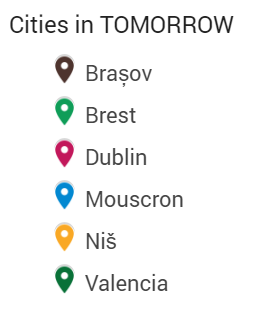 Cities in TOMORROW
Brașov
Brest
Dublin
Mouscron
Niš
Valencia